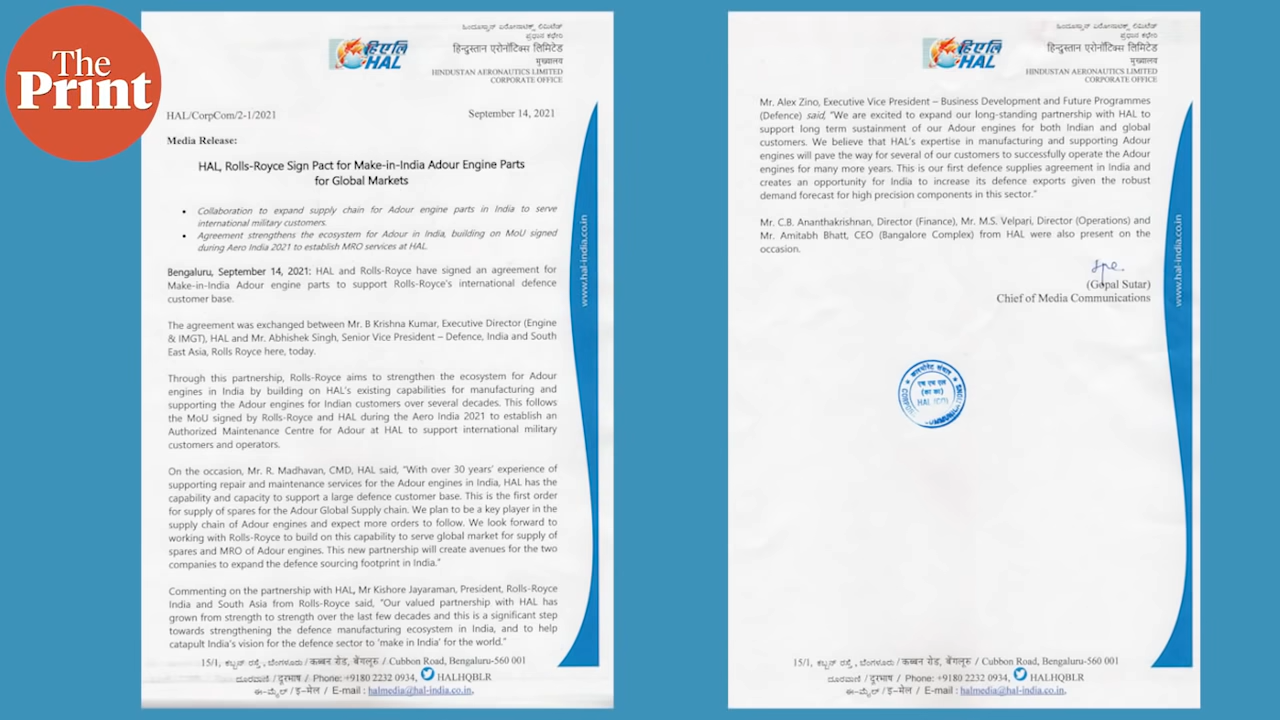 The
Print
ಹಿಂದೂಸ್ತಾನ್ ಏರೋನಾಟಿಕ್ಸ್ ಲಿಮಿಟೆಡ್
ಪ್ರಧಾನ ಕಛೇರಿ
हिन्दुस्तान एरोनॉटिक्स लिमिटेड
मुख्यालय
HINDUSTAN AERONAUTICS LIMITED
CORPORATE OFFICE
हिएलि
HAL
HAL/CorpCom/2-1/2021
September 14, 2021
Media Release:
HAL, Rolls-Royce Sign Pact for Make-in-India Adour Engine Parts
for Global Markets
• Collaboration to expand supply chain for Adour engine parts in India to serve
international military customers.
• Agreement strengthens the ecosystem for Adour in India, building on MoU signed
during Aero India 2021 to establish MRO services at HAL.
Bengaluru, September 14, 2021: HAL and Rolls-Royce have signed an agreement for
Make-in-India Adour engine parts to support Rolls-Royce's international defence
customer base.
The agreement was exchanged between Mr. B Krishna Kumar, Executive Director (Engine
& IMGT), HAL and Mr. Abhishek Singh, Senior Vice President – Defence, India and South
East Asia, Rolls Royce here, today.
Through this partnership, Rolls-Royce aims to strengthen the ecosystem for Adour
engines in India by building on HAL's existing capabilities for manufacturing and
supporting the Adour engines for Indian customers over several decades. This follows
the MoU signed by Rolls-Royce and HAL during the Aero India 2021 to establish an
Authorized Maintenance Centre for Adour at HAL to support international military
customers and operators.
On the occasion, Mr. R. Madhavan, CMD, HAL said, “With over 30 years' experience of
supporting repair and maintenance services for the Adour engines in India, HAL has the
capability and capacity to support a large defence customer base. This is the first order
for supply of spares for the Adour Global Supply chain. We plan to be a key player in the
supply chain of Adour engines and expect more orders to follow. We look forward to
working with Rolls-Royce to build on this capability to serve global market for supply of
spares and MRO of Adour engines. This new partnership will create avenues for the two
companies to expand the defence sourcing footprint in India.”
Commenting on the partnership with HAL, Mr Kishore Jayaraman, President, Rolls-Royce
India and South Asia from Rolls-Royce said, “Our valued partnership with HAL has
grown from strength to strength over the last few decades and this is a significant step
towards strengthening the defence manufacturing ecosystem in India, and to help
catapult India's vision for the defence sector to 'make in India' for the world.”
www.hal-india.co.in
15/1, ಕಬ್ಬನ್ ರಸ್ತೆ, ಬೆಂಗಳೂರು / कब्बन रोड, बेंगलूरु / Cubbon Road, Bengaluru-560 001
ದೂರವಾಣಿ / दूरभाष / Phone: +9180 2232 0934, HALHQBLR
ಈ-ಮೈಲ್ / इ-मेल / E-mail : halmedia@hal-india.co.in,
ಹಿಂದೂಸ್ತಾನ್ ಏರೋನಾಟಿಕ್ಸ್ ಲಿಮಿಟೆಡ್
ಪ್ರಧಾನ ಕಛೇರಿ
हिन्दुस्तान एरोनॉटिक्स लिमिटेड
मुख्यालय
HINDUSTAN AERONAUTICS LIMITED
CORPORATE OFFICE
हिएलि
HAL
Mr. Alex Zino, Executive Vice President – Business Development and Future Programmes
(Defence) said, “We are excited to expand our long-standing partnership with HAL to
support long term sustainment of our Adour engines for both Indian and global
customers. We believe that HAL's expertise in manufacturing and supporting Adour
engines will pave the way for several of our customers to successfully operate the Adour
engines for many more years. This is our first defence supplies agreement in India and
creates an opportunity for India to increase its defence exports given the robust
demand forecast for high precision components in this sector.”
Mr. C.B. Ananthakrishnan, Director (Finance), Mr. M.S. Velpari, Director (Operations) and
Mr. Amitabh Bhatt, CEO (Bangalore Complex) from HAL were also present on the
occasion.
(Gopal Sutar)
Chief of Media Communications
एच ए एल
(का का)
HAL (CO)
www.hal-india.co.in
15/1, ಕಬ್ಬನ್ ರಸ್ತೆ, ಬೆಂಗಳೂರು / कब्बन रोड, बेंगलूरु / Cubbon Road, Bengaluru-560 001
ದೂರವಾಣಿ / दूरभाष / Phone: +9180 2232 0934, HALHQBLR
ಈ-ಮೈಲ್ / इ-मेल / E-mail : halmedia@hal-india.co.in,